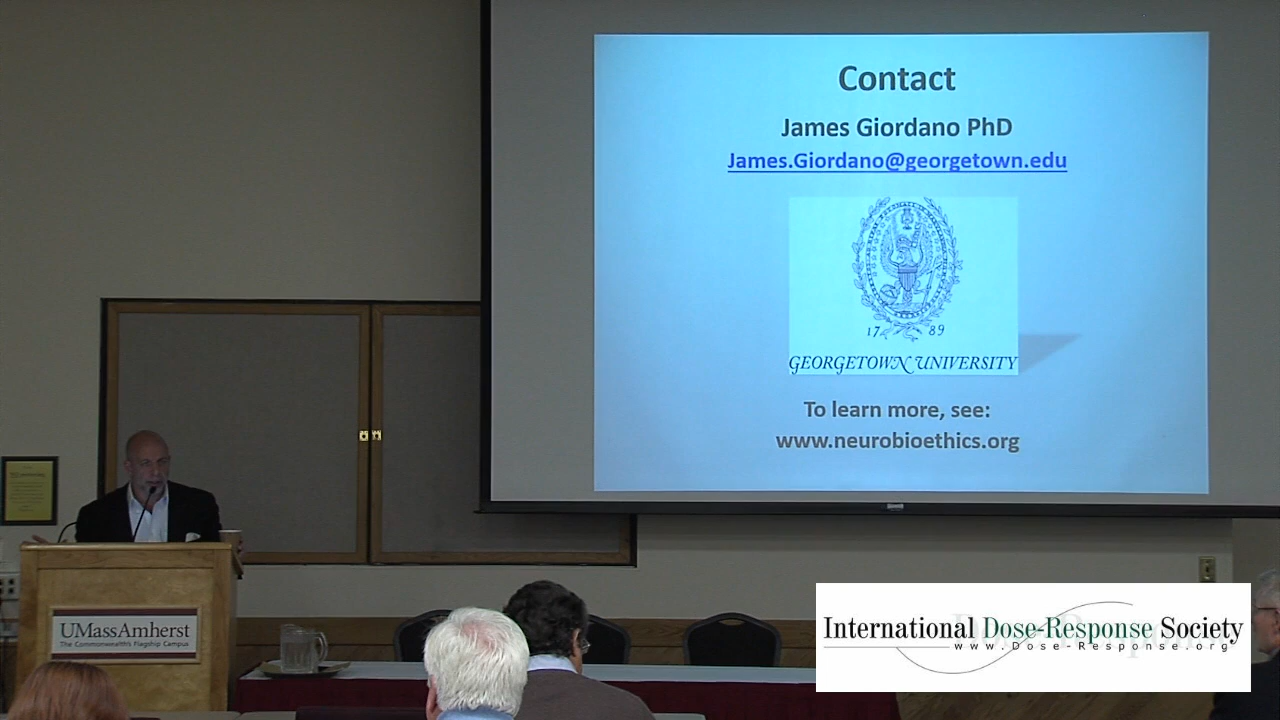 Contact
James Giordano PhD
James.Giordano@georgetown.edu
17 89
GEORGETOWN UNIVERSITY
To learn more, see:
www.neurobioethics.org
UMassAmherst
The Commonwealth's Flagship Campus
International Dose-Response Society
www.Dose-Response.org